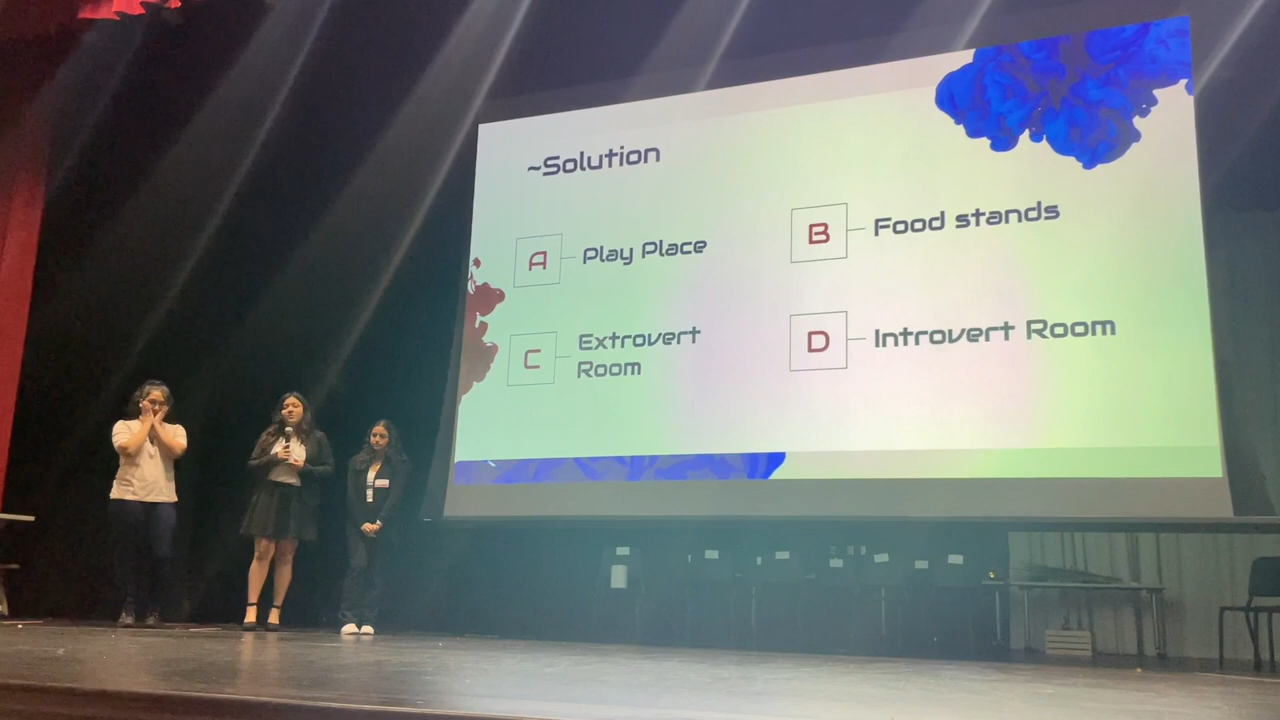 ~Solution
A
Play Place
B
Food stands
C
Extrovert
Room
D
Introvert Room